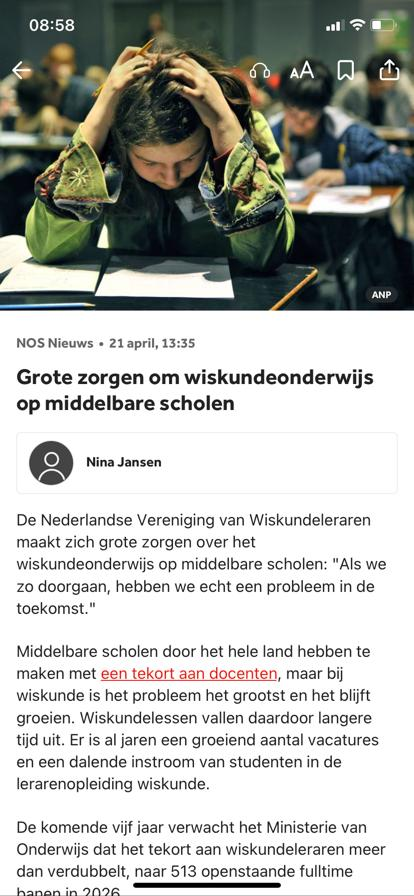 08:58
AA
ANP
NOS Nieuws • 21 april, 13:35
Grote zorgen om wiskundeonderwijs
op middelbare scholen
Nina Jansen
De Nederlandse Vereniging van Wiskundeleraren
maakt zich grote zorgen over het
wiskundeonderwijs op middelbare scholen: "Als we
zo doorgaan, hebben we echt een probleem in de
toekomst."
Middelbare scholen door het hele land hebben te
maken met een tekort aan docenten, maar bij
wiskunde is het probleem het grootst en het blijft
groeien. Wiskundelessen vallen daardoor langere
tijd uit. Er is al jaren een groeiend aantal vacatures
en een dalende instroom van studenten in de
lerarenopleiding wiskunde.
De komende vijf jaar verwacht het Ministerie van
Onderwijs dat het tekort aan wiskundeleraren meer
dan verdubbelt, naar 513 openstaande fulltime
banen in 2026